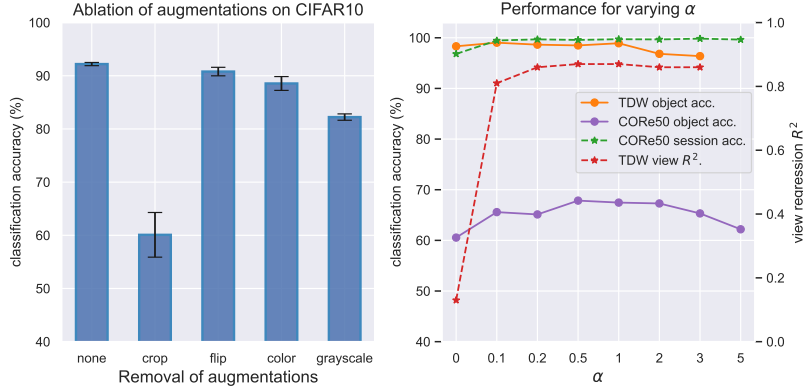 Ablation of augmentations on CIFAR10
classification accuracy (%)
100
90
80
70
60
50
40
none crop flip color grayscale
Removal of augmentations
Performance for varying α
classification accuracy (%)
100
90
80
70
60
50
40
TDW object acc.
CORe50 object acc.
CORe50 session acc.
TDW view R².
1.0
0.8
0.6
0.4
0.2
0.0
view regression R²
0 0.1 0.2 0.5 1 2 3 5
α